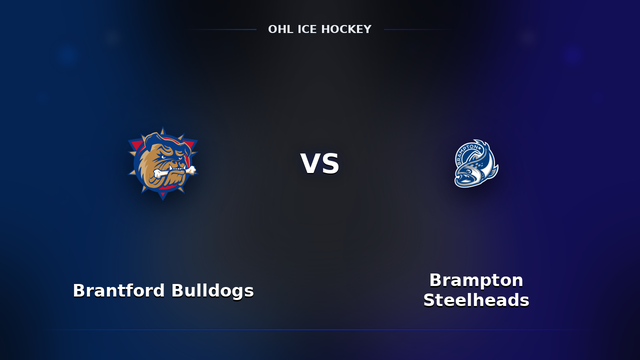 OHL ICE HOCKEY
VS
Brantford Bulldogs
Brampton
Steelheads